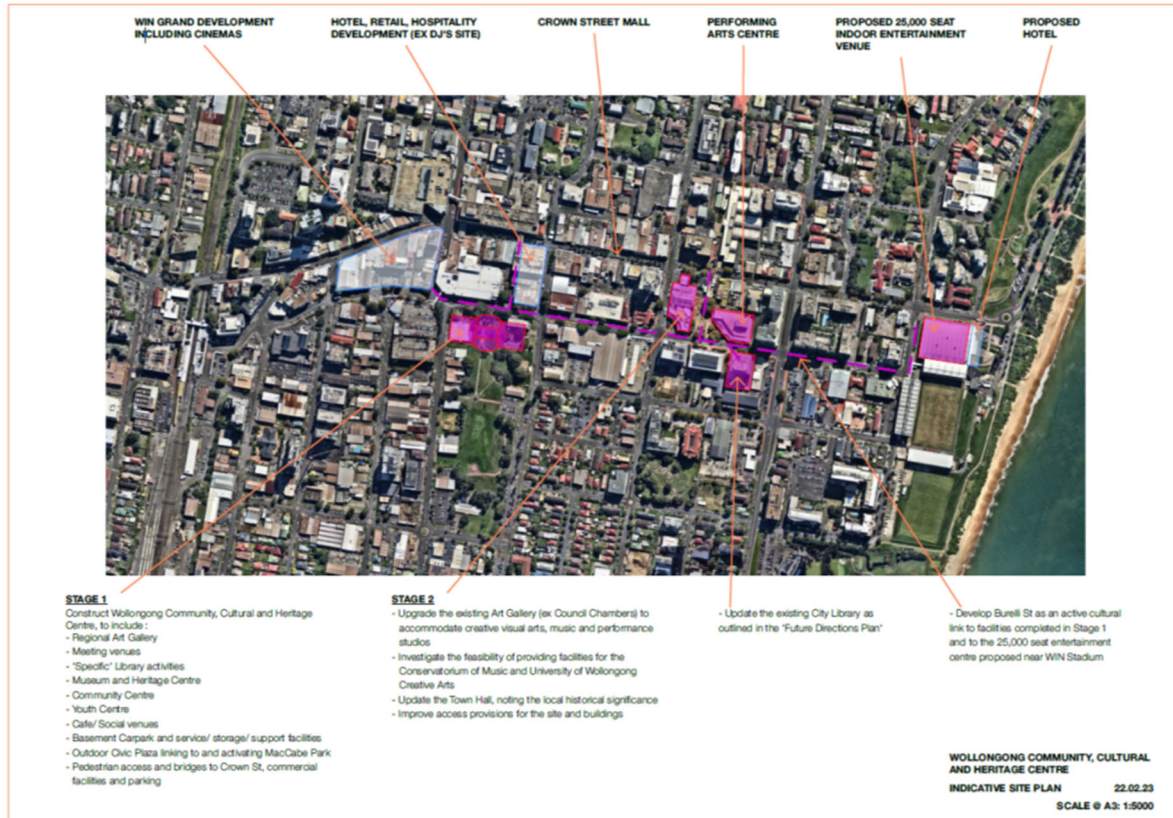 WIN GRAND DEVELOPMENT
INCLUDING CINEMAS
HOTEL, RETAIL, HOSPITALITY
DEVELOPMENT (EX DJ'S SITE)
CROWN STREET MALL
PERFORMING
ARTS CENTRE
PROPOSED 25,000 SEAT
INDOOR ENTERTAINMENT
VENUE
PROPOSED
HOTEL
STAGE 1
Construct Wollongong Community, Cultural and Heritage
Centre, to include :
- Regional Art Gallery
- Meeting venues
- 'Specific' Library activities
- Museum and Heritage Centre
- Community Centre
- Youth Centre
- Cafe/ Social venues
- Basement Carpark and service/ storage/ support facilities
- Outdoor Civic Plaza linking to and activating MacCabe Park
- Pedestrian access and bridges to Crown St, commercial
facilities and parking
STAGE 2
- Upgrade the existing Art Gallery (ex Council Chambers) to
accommodate creative visual arts, music and performance
studios
- Investigate the feasibility of providing facilities for the
Conservatorium of Music and University of Wollongong
Creative Arts
- Update the Town Hall, noting the local historical significance
- Improve access provisions for the site and buildings
- Update the existing City Library as
outlined in the 'Future Directions Plan'
- Develop Burelli St as an active cultural
link to facilities completed in Stage 1
and to the 25,000 seat entertainment
centre proposed near WIN Stadium
WOLLONGONG COMMUNITY, CULTURAL
AND HERITAGE CENTRE
INDICATIVE SITE PLAN 22.02.23
SCALE @ A3: 1:5000